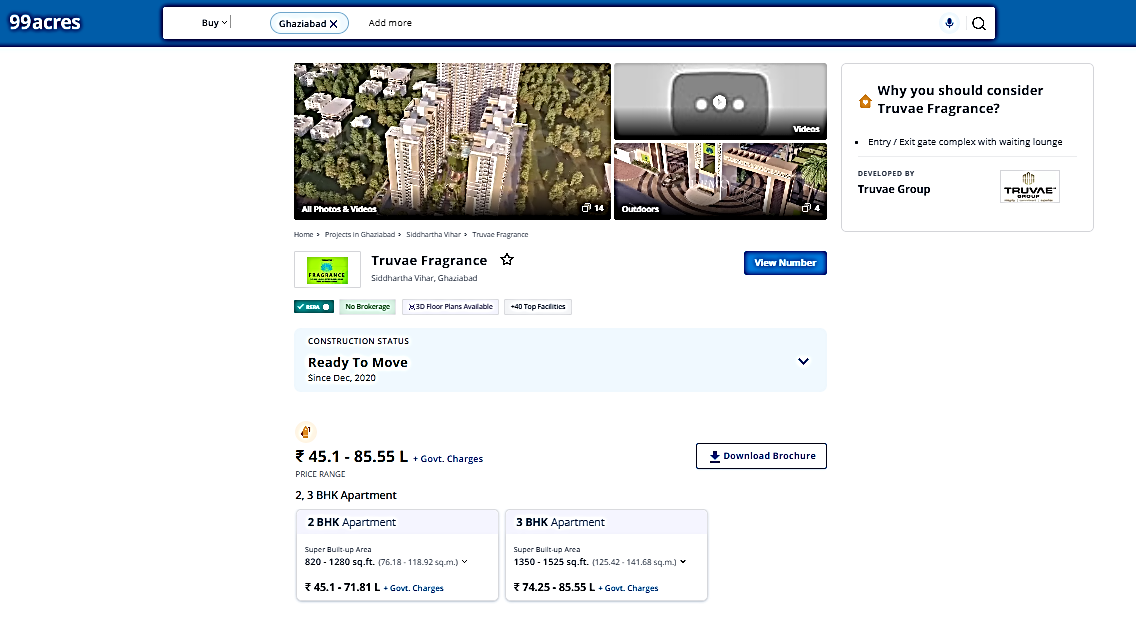 99acres
Buy
Ghaziabad
Add more
All Photos & Videos
14
Videos
Outdoors
4
Why you should consider
Truvae Fragrance?
Entry / Exit gate complex with waiting lounge
DEVELOPED BY
Truvae Group
TRUVAE
GROUP
Home > Projects in Ghaziabad > Siddhartha Vihar > Truvae Fragrance
FRAGRANCE
Truvae Fragrance
Siddhartha Vihar, Ghaziabad
View Number
RERA
No Brokerage
3D Floor Plans Available
+40 Top Facilities
CONSTRUCTION STATUS
Ready To Move
Since Dec, 2020
₹ 45.1 - 85.55 L + Govt. Charges
PRICE RANGE
Download Brochure
2, 3 BHK Apartment
2 BHK Apartment
Super Built-up Area
820 - 1280 sq.ft. (76.18 - 118.92 sq.m.)
₹ 45.1 - 71.81 L + Govt. Charges
3 BHK Apartment
Super Built-up Area
1350 - 1525 sq.ft. (125.42 - 141.68 sq.m.)
₹ 74.25 - 85.55 L + Govt. Charges